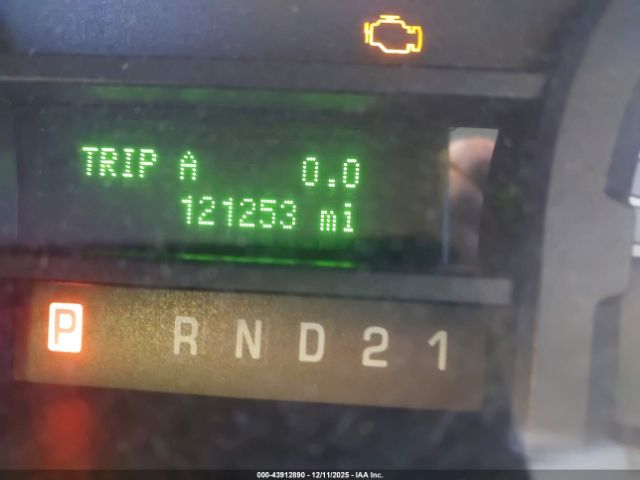 TRIP A 0.0
121253 mi
P R N D 2 1
000-43912890 - 12/11/2025 - IAA Inc.